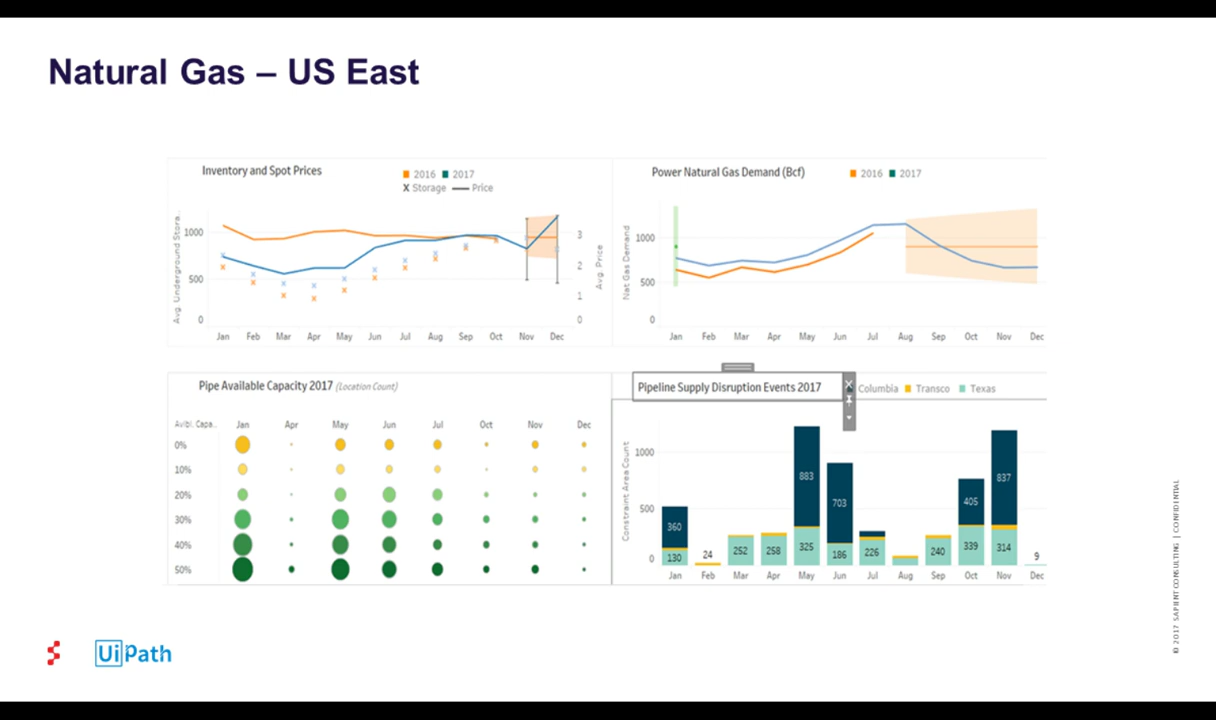 Natural Gas – US East
Inventory and Spot Prices
2016 2017
X Storage Price
Avg. Underground Stora..
1000
500
0
3
2
1
0
Avg. Price
Jan Feb Mar Apr May Jun Jul Aug Sep Oct Nov Dec
Power Natural Gas Demand (Bcf)
2016 2017
Nat Gas Demand
1000
500
0
Jan Feb Mar Apr May Jun Jul Aug Sep Oct Nov Dec
Pipe Available Capacity 2017 (Location Count)
Avlbl. Capa.. Jan Apr May Jun Jul Oct Nov Dec
0%
10%
20%
30%
40%
50%
Pipeline Supply Disruption Events 2017
Columbia Transco Texas
Constraint Area Count
1000
500
0
360
130
24
252
258
883
325
703
186
226
240
405
339
837
314
9
Jan Feb Mar Apr May Jun Jul Aug Sep Oct Nov Dec
© 2017 SAPIENT CONSULTING | CONFIDENTIAL
UiPath